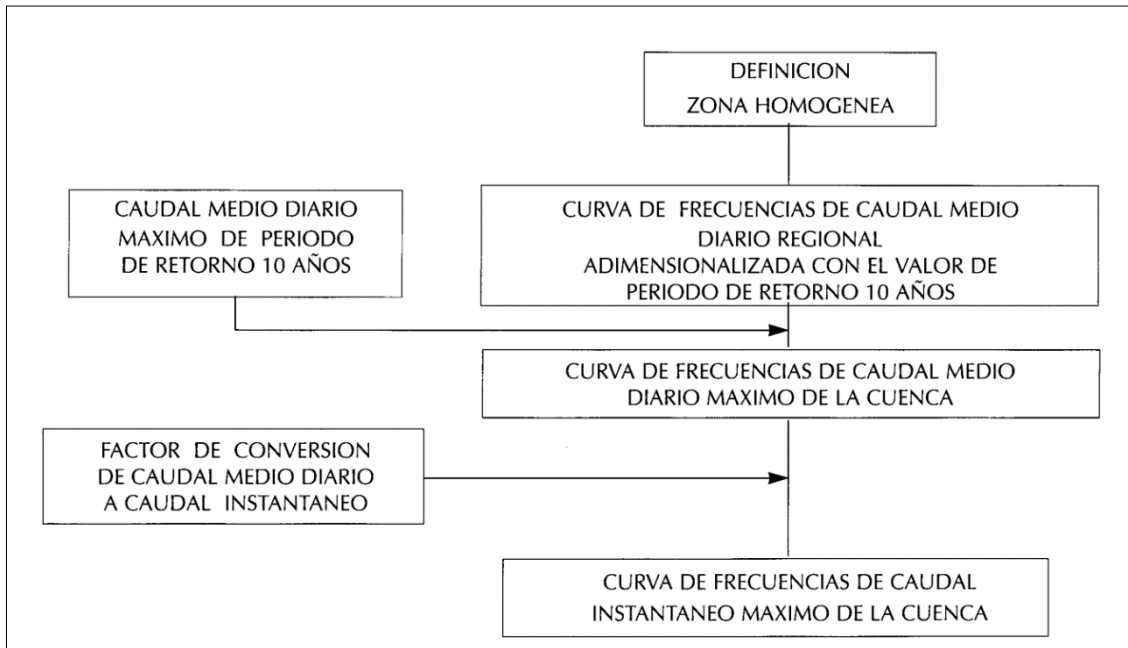 DEFINICION
ZONA HOMOGENEA
CAUDAL MEDIO DIARIO
MAXIMO DE PERIODO
DE RETORNO 10 AÑOS
CURVA DE FRECUENCIAS DE CAUDAL MEDIO
DIARIO REGIONAL
ADIMENSIONALIZADA CON EL VALOR DE
PERIODO DE RETORNO 10 AÑOS
CURVA DE FRECUENCIAS DE CAUDAL MEDIO
DIARIO MAXIMO DE LA CUENCA
FACTOR DE CONVERSION
DE CAUDAL MEDIO DIARIO
A CAUDAL INSTANTANEO
CURVA DE FRECUENCIAS DE CAUDAL
INSTANTANEO MAXIMO DE LA CUENCA